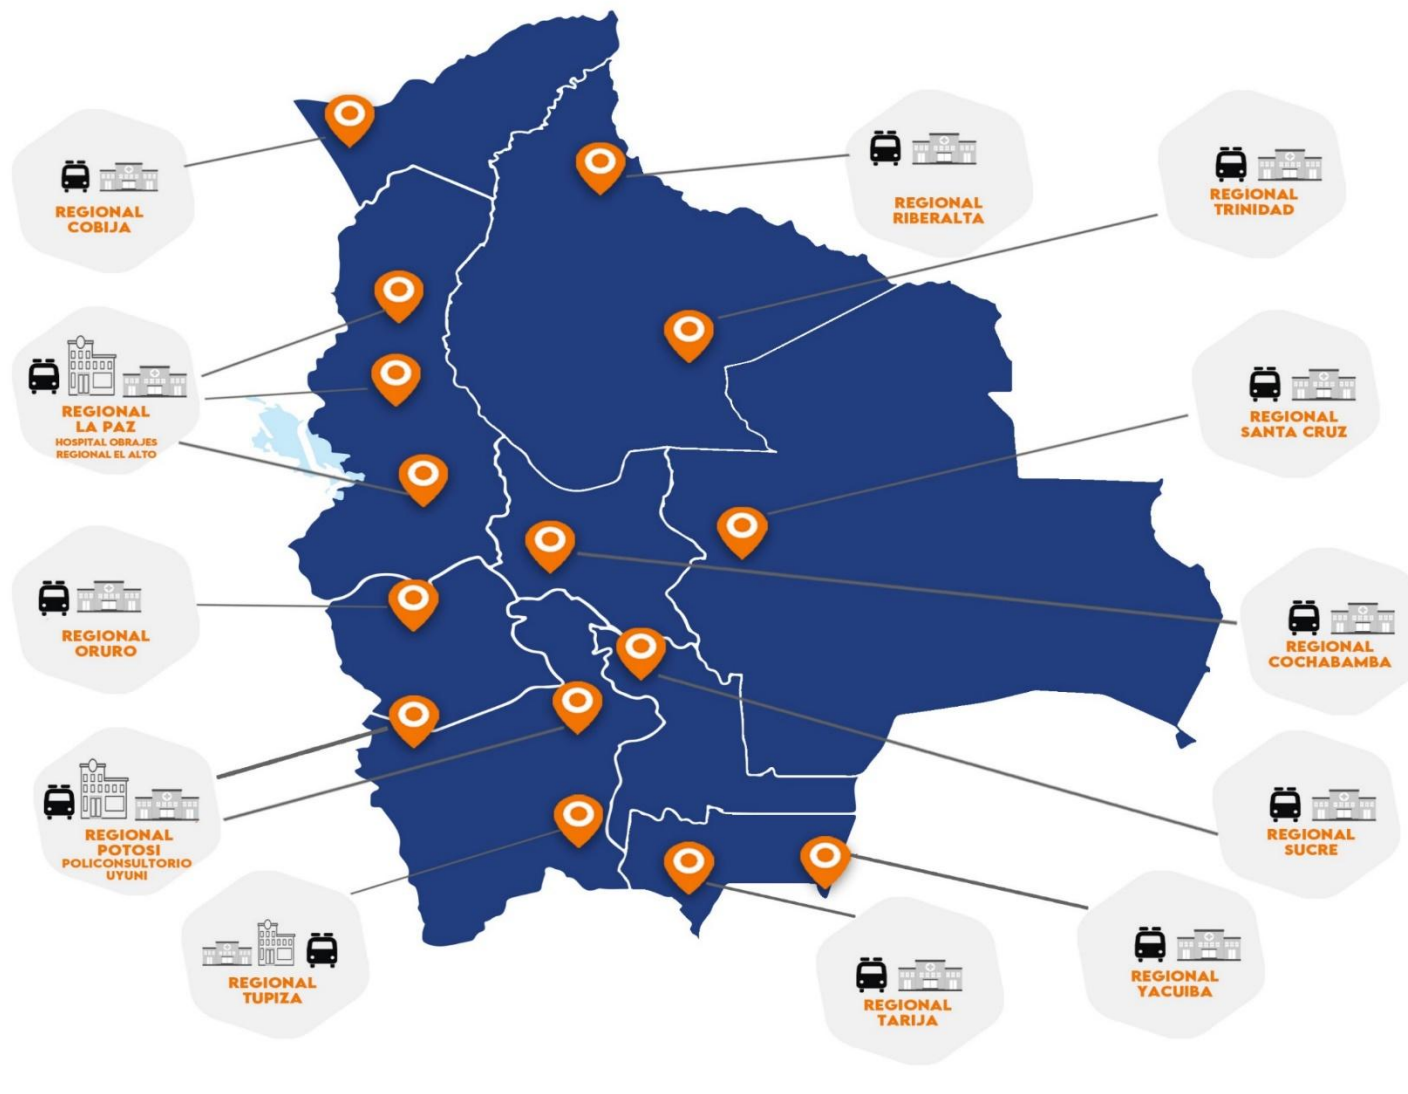 REGIONAL
COBIJA
REGIONAL
RIBERALTA
REGIONAL
TRINIDAD
REGIONAL
LA PAZ
HOSPITAL OBRAJES
REGIONAL EL ALTO
REGIONAL
SANTA CRUZ
REGIONAL
ORURO
REGIONAL
COCHABAMBA
REGIONAL
POTOSI
POLICONSULTORIO
UYUNI
REGIONAL
SUCRE
REGIONAL
TUPIZA
REGIONAL
TARIJA
REGIONAL
YACUIBA